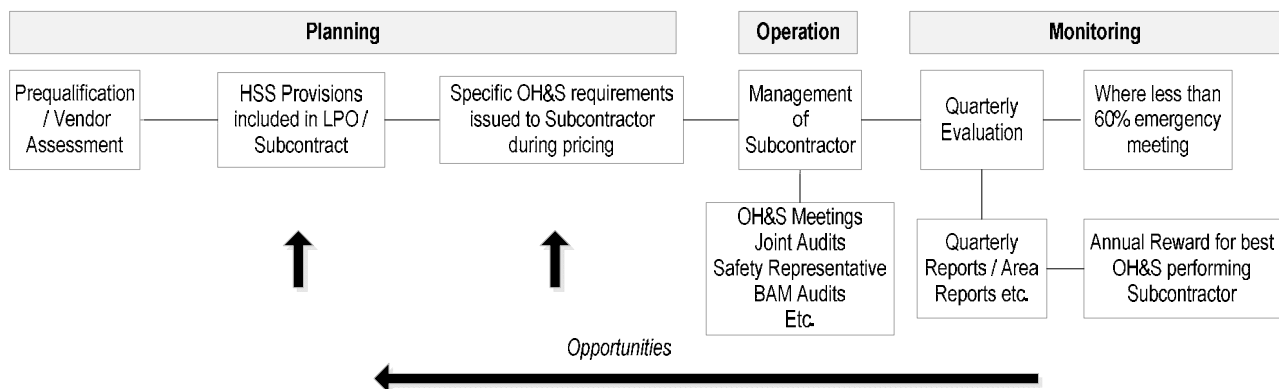 Planning
Operation
Monitoring
Prequalification
/ Vendor
Assessment
HSS Provisions
included in LPO /
Subcontract
Specific OH&S requirements
issued to Subcontractor
during pricing
Management
of
Subcontractor
Quarterly
Evaluation
Where less than
60% emergency
meeting
OH&S Meetings
Joint Audits
Safety Representative
BAM Audits
Etc.
Quarterly
Reports / Area
Reports etc.
Annual Reward for best
OH&S performing
Subcontractor
Opportunities